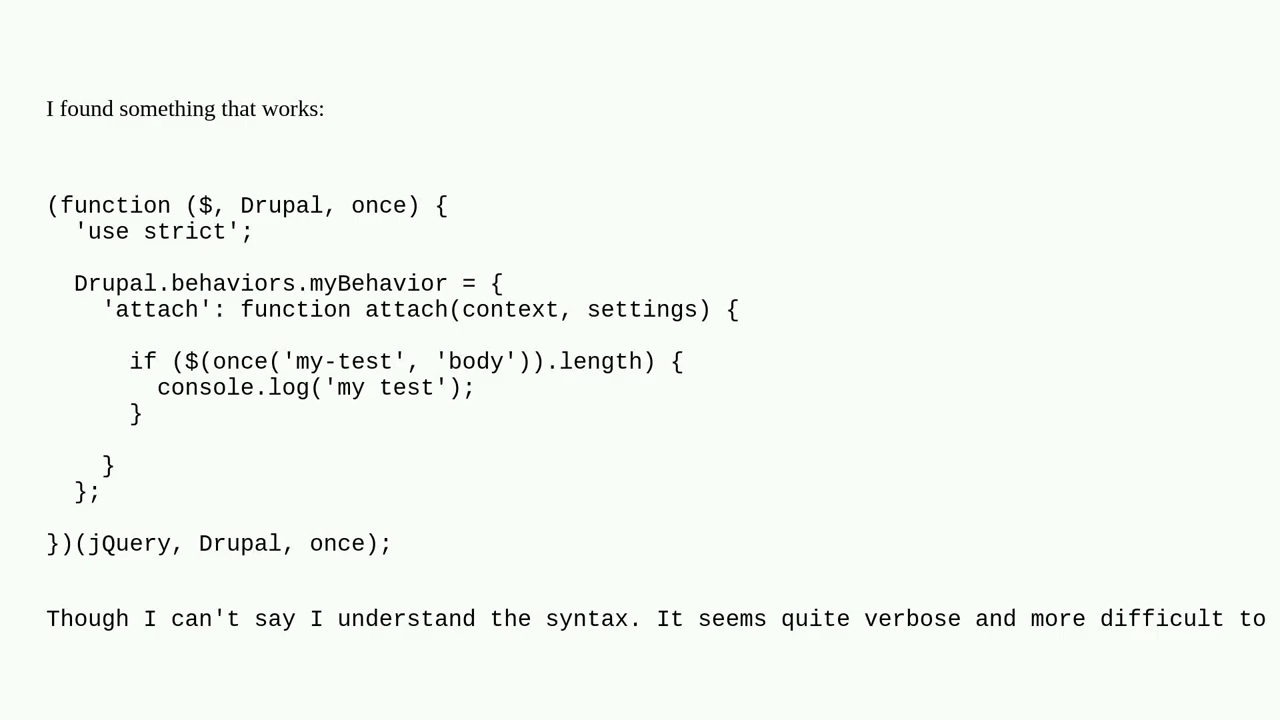 I found something that works:
(function ($, Drupal, once) {
  'use strict';
  Drupal.behaviors.myBehavior = {
    'attach': function attach(context, settings) {
      if ($(once('my-test', 'body')).length) {
        console.log('my test');
      }
    }
  };
})(jQuery, Drupal, once);
Though I can't say I understand the syntax. It seems quite verbose and more difficult to